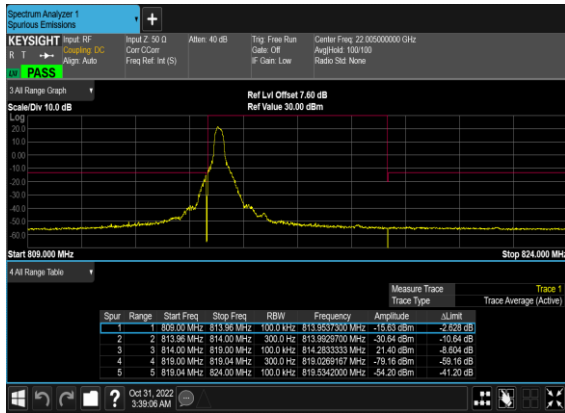 Spectrum Analyzer 1
Spurious Emissions
KEYSIGHT Input: RF Input Z: 50 Ω Atten: 40 dB Trig: Free Run Center Freq: 22.005000000 GHz
R T Coupling: DC Corr CCorr Gate: Off Avg|Hold: 100/100
Align: Auto Freq Ref: Int (S) IF Gain: Low Radio Std: None
PASS
3 All Range Graph
Ref Lvl Offset 7.60 dB
Scale/Div 10.0 dB Ref Value 30.00 dBm
Log
20.0
10.0
0.00
-10.0
-20.0
-30.0
-40.0
-50.0
-60.0
Start 809.000 MHz Stop 824.000 MHz
4 All Range Table
Measure Trace Trace 1
Trace Type Trace Average (Active)
Spur Range Start Freq Stop Freq RBW Frequency Amplitude ΔLimit
1 1 809.00 MHz 813.96 MHz 100.0 kHz 813.9537300 MHz -15.63 dBm -2.628 dB
2 2 813.96 MHz 814.00 MHz 300.0 Hz 813.9929700 MHz -30.64 dBm -10.64 dB
3 3 814.00 MHz 819.00 MHz 100.0 kHz 814.2833333 MHz 21.40 dBm -8.604 dB
4 4 819.00 MHz 819.04 MHz 300.0 Hz 819.0269167 MHz -79.16 dBm -59.16 dB
5 5 819.04 MHz 824.00 MHz 100.0 kHz 819.5342000 MHz -54.20 dBm -41.20 dB
Oct 31, 2022
3:39:06 AM